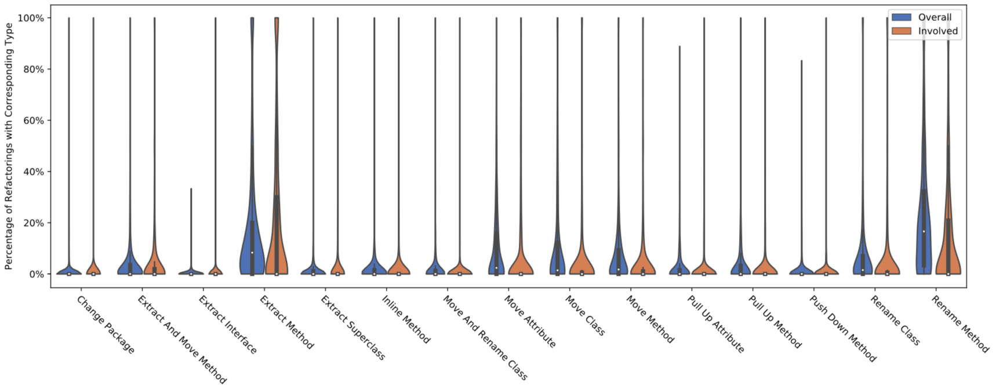 Percentage of Refactorings with Corresponding Type
100%
80%
60%
40%
20%
0%
Overall
Involved
Change Package
Extract And Move Method
Extract Interface
Extract Method
Extract Superclass
Inline Method
Move And Rename Class
Move Attribute
Move Class
Move Method
Pull Up Attribute
Pull Up Method
Push Down Method
Rename Class
Rename Method